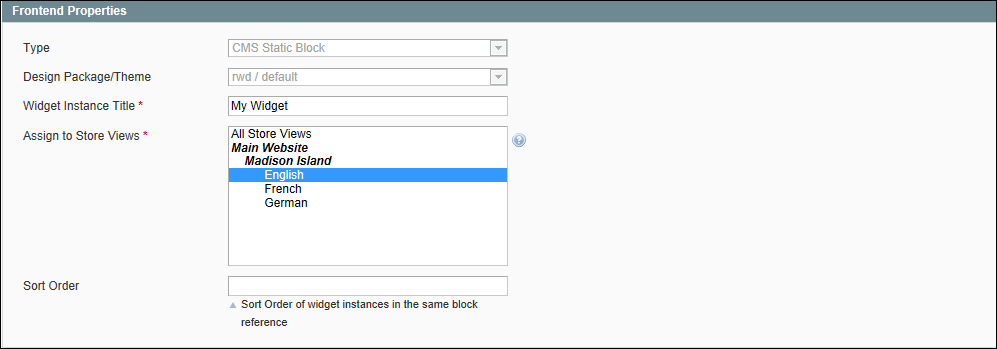 Frontend Properties
Type
CMS Static Block
Design Package/Theme
rwd / default
Widget Instance Title *
My Widget
Assign to Store Views *
All Store Views
Main Website
Madison Island
English
French
German
Sort Order
Sort Order of widget instances in the same block
reference